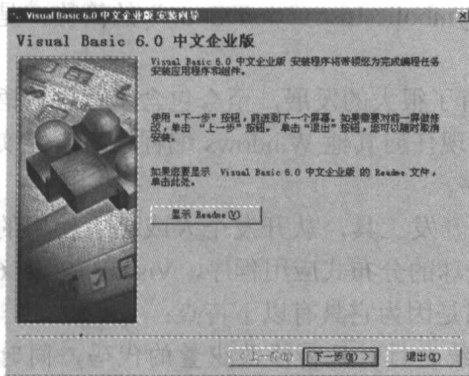 Visual Basic 6.0 中文企业版 安装向导
Visual Basic 6.0 中文企业版
Visual Basic 6.0 中文企业版 安装程序将带领您为完成编程任务
安装应用程序和组件。
使用“下一步”按钮，前进到下一个屏幕。如果需要对前一屏做修
改，单击 “上一步”按钮。 单击“退出”按钮，您可以随时取消
安装。
如果您要显示 Visual Basic 6.0 中文企业版 的 Readme 文件，
单击此处。
显示 Readme(V)
< 上一步(B) 下一步(N) > 退出(X)